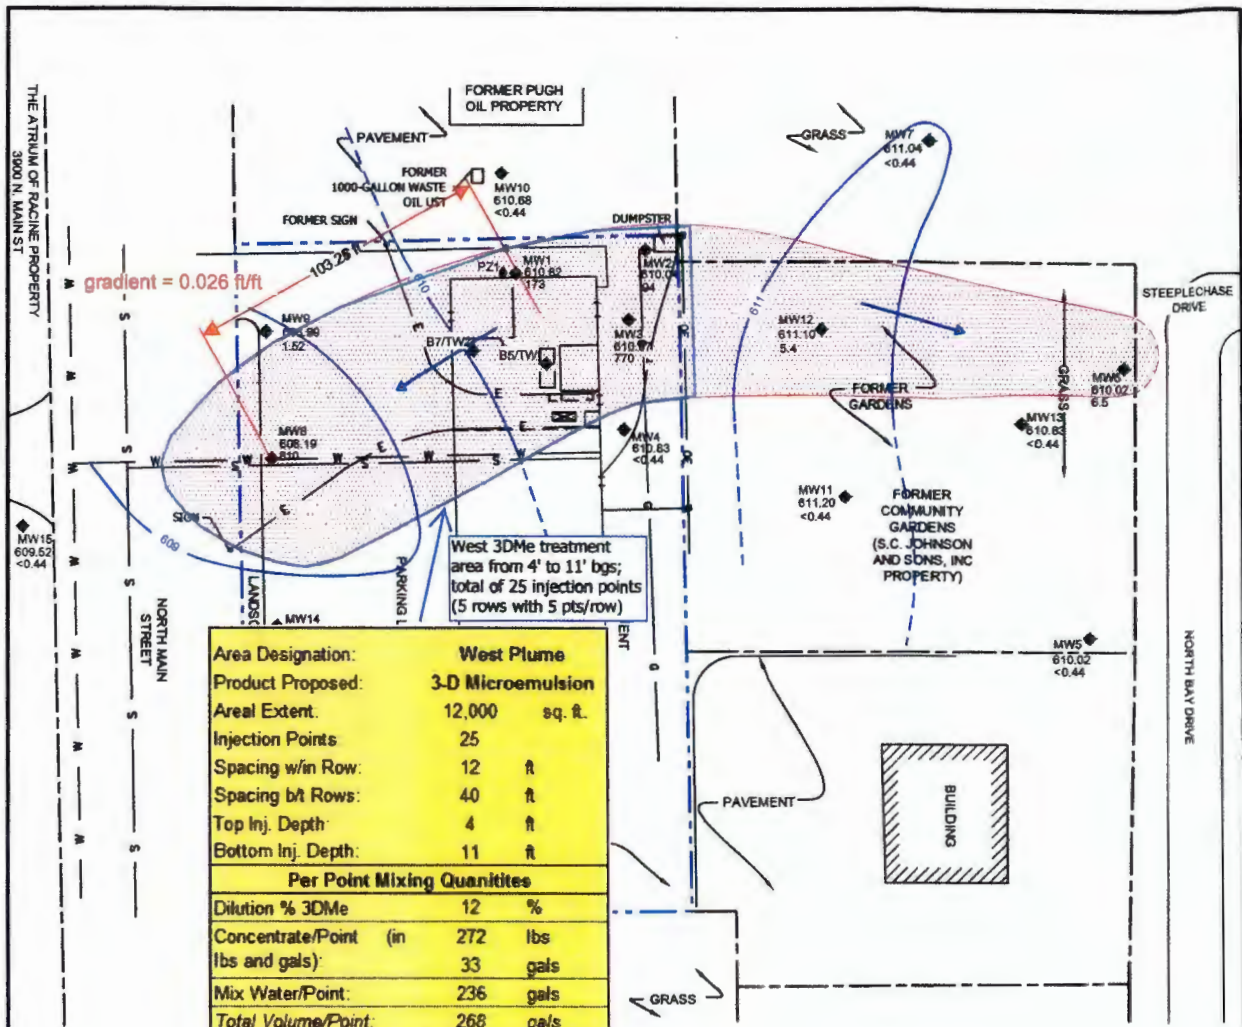 FORMER PUGH
OIL PROPERTY
THE ATRIUM OF RACINE PROPERTY
3900 N. MAIN ST
PAVEMENT
GRASS
MW7
611.04
<0.44
FORMER
1000-GALLON WASTE
OIL UST
MW10
610.68
<0.44
FORMER SIGN
DUMPSTER
103.25 ft
gradient = 0.026 ft/ft
PZ1
MW1
610.62
173
MW2
94
610
611
STEEPLECHASE
DRIVE
MW9
1.52
B7/TW2
B5/TW
MW3
770
MW12
611.10
5.4
FORMER
GARDENS
GRASS
MW6
610.02
6.5
MW13
610.83
<0.44
MW8
608.19
810
MW4
610.63
<0.44
W
S
E
G
OE
MW11
611.20
<0.44
FORMER
COMMUNITY
GARDENS
(S.C. JOHNSON
AND SONS, INC
PROPERTY)
SIGN
609
MW15
609.52
<0.44
West 3DMe treatment
area from 4' to 11' bgs;
total of 25 injection points
(5 rows with 5 pts/row)
NORTH MAIN
STREET
LANDSC
PARKING L
MENT
MW14
MW5
610.02
<0.44
NORTH BAY DRIVE
PAVEMENT
BUILDING
GRASS
Area Designation: West Plume
Product Proposed: 3-D Microemulsion
Areal Extent: 12,000 sq. ft.
Injection Points 25
Spacing w/in Row: 12 ft
Spacing b/t Rows: 40 ft
Top Inj. Depth 4 ft
Bottom Inj. Depth: 11 ft
Per Point Mixing Quanitites
Dilution % 3DMe 12 %
Concentrate/Point (in 272 lbs
lbs and gals): 33 gals
Mix Water/Point: 236 gals
Total Volume/Point: 268 gals